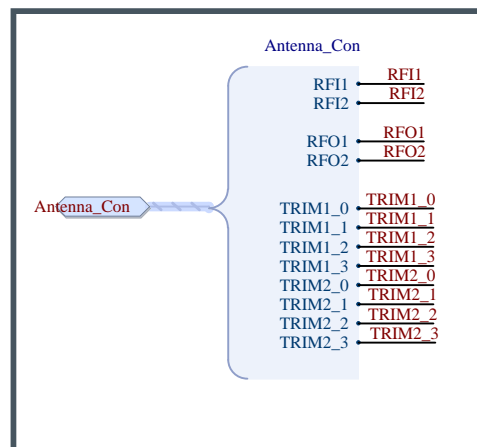 Antenna_Con
RFI1 RFI1
RFI2 RFI2
RFO1 RFO1
RFO2 RFO2
Antenna_Con
TRIM1_0 TRIM1_0
TRIM1_1 TRIM1_1
TRIM1_2 TRIM1_2
TRIM1_3 TRIM1_3
TRIM2_0 TRIM2_0
TRIM2_1 TRIM2_1
TRIM2_2 TRIM2_2
TRIM2_3 TRIM2_3